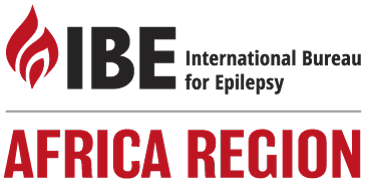 IBE International Bureau
for Epilepsy
AFRICA REGION